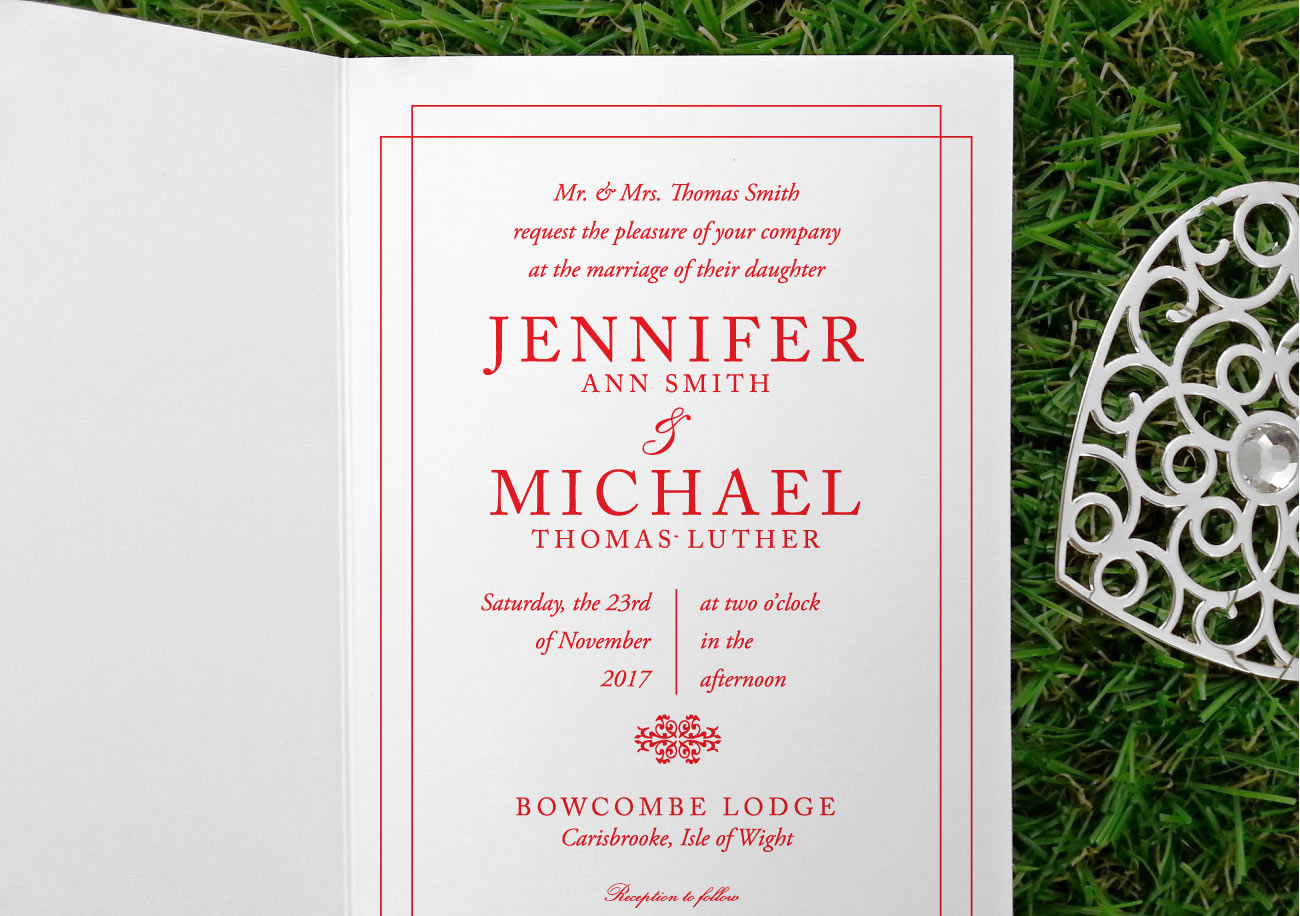 Mr. & Mrs. Thomas Smith
request the pleasure of your company
at the marriage of their daughter
JENNIFER
ANN SMITH
&
MICHAEL
THOMAS-LUTHER
Saturday, the 23rd
of November
2017
at two o’clock
in the
afternoon
BOWCOMBE LODGE
Carisbrooke, Isle of Wight
Reception to follow